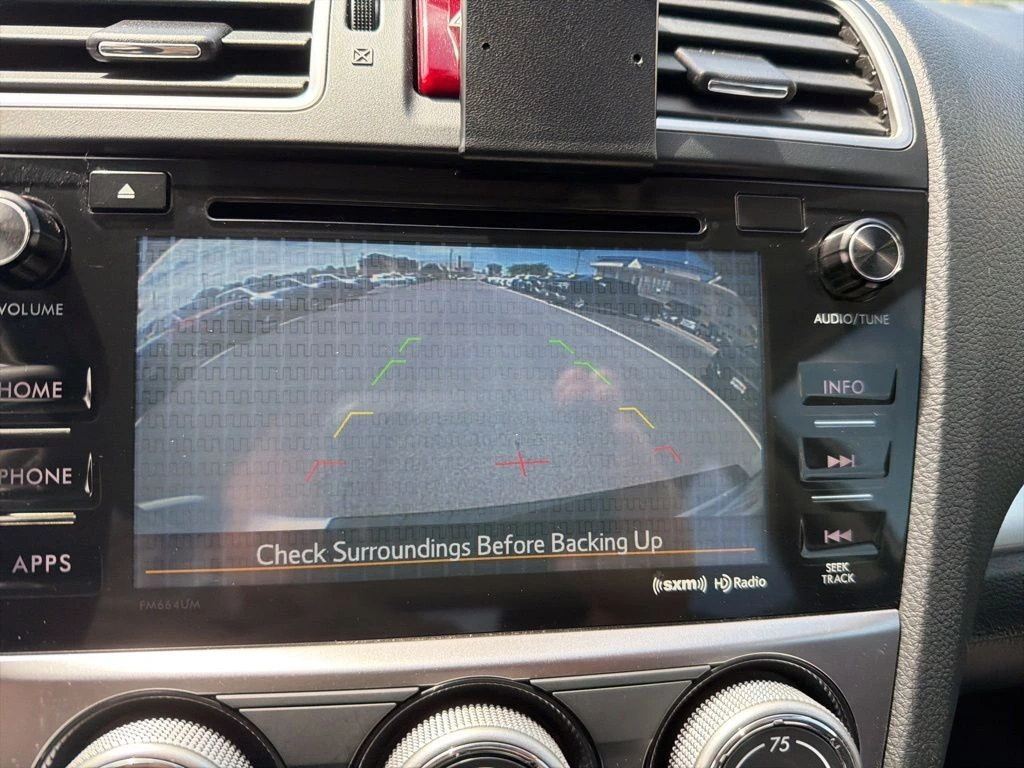 VOLUME
AUDIO/TUNE
HOME
INFO
PHONE
APPS
Check Surroundings Before Backing Up
SEEK
TRACK
((sxm)) HD Radio
FM664UM
75